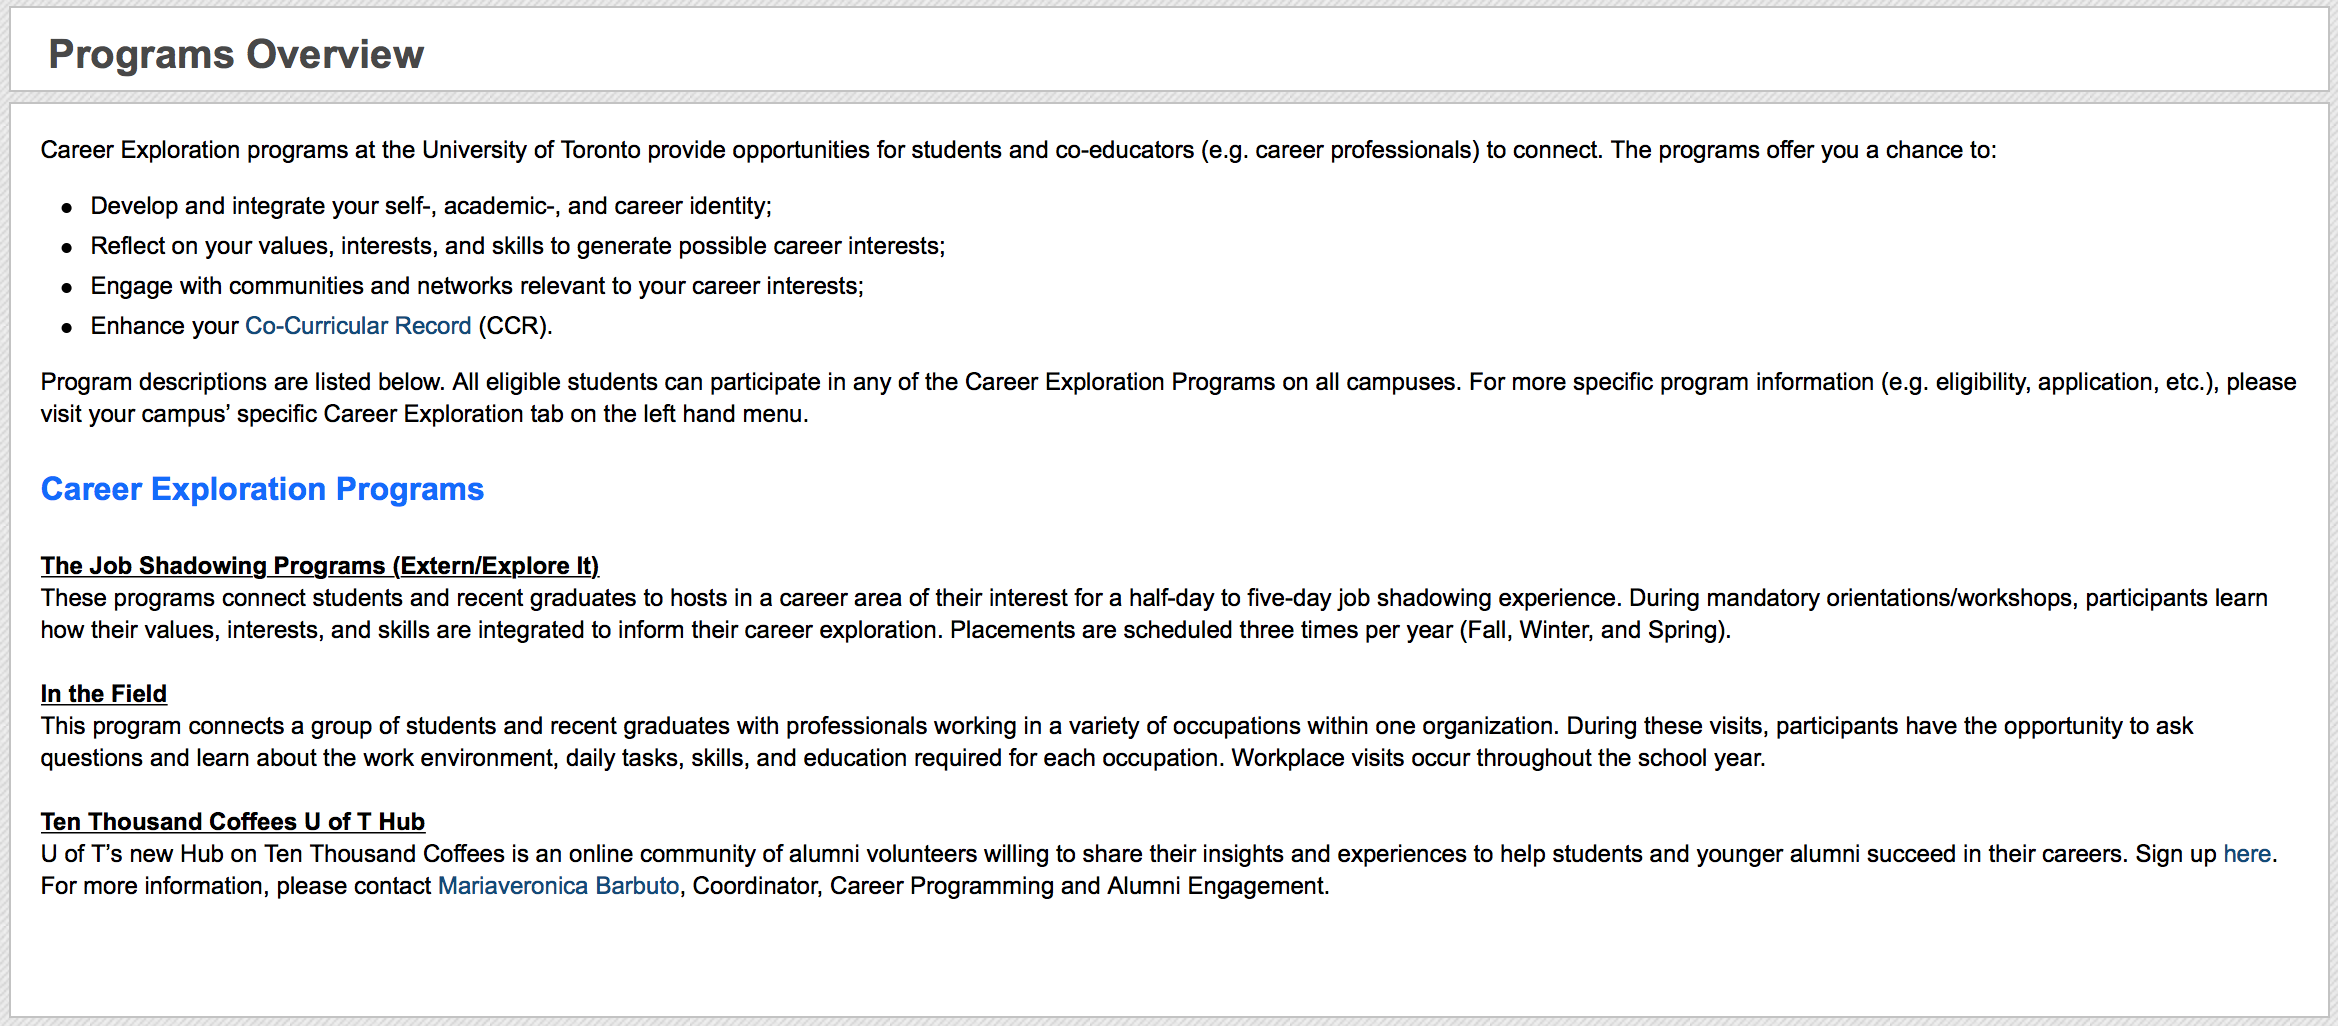 Programs Overview
Career Exploration programs at the University of Toronto provide opportunities for students and co-educators (e.g. career professionals) to connect. The programs offer you a chance to:
● Develop and integrate your self-, academic-, and career identity;
● Reflect on your values, interests, and skills to generate possible career interests;
● Engage with communities and networks relevant to your career interests;
● Enhance your Co-Curricular Record (CCR).
Program descriptions are listed below. All eligible students can participate in any of the Career Exploration Programs on all campuses. For more specific program information (e.g. eligibility, application, etc.), please
visit your campus’ specific Career Exploration tab on the left hand menu.
Career Exploration Programs
The Job Shadowing Programs (Extern/Explore It)
These programs connect students and recent graduates to hosts in a career area of their interest for a half-day to five-day job shadowing experience. During mandatory orientations/workshops, participants learn
how their values, interests, and skills are integrated to inform their career exploration. Placements are scheduled three times per year (Fall, Winter, and Spring).
In the Field
This program connects a group of students and recent graduates with professionals working in a variety of occupations within one organization. During these visits, participants have the opportunity to ask
questions and learn about the work environment, daily tasks, skills, and education required for each occupation. Workplace visits occur throughout the school year.
Ten Thousand Coffees U of T Hub
U of T’s new Hub on Ten Thousand Coffees is an online community of alumni volunteers willing to share their insights and experiences to help students and younger alumni succeed in their careers. Sign up here.
For more information, please contact Mariaveronica Barbuto, Coordinator, Career Programming and Alumni Engagement.